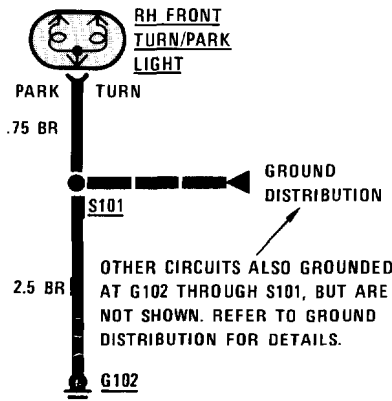 RH FRONT
TURN/PARK
LIGHT
PARK TURN
.75 BR
GROUND
DISTRIBUTION
S101
OTHER CIRCUITS ALSO GROUNDED
AT G102 THROUGH S101, BUT ARE
NOT SHOWN. REFER TO GROUND
DISTRIBUTION FOR DETAILS.
2.5 BR
G102